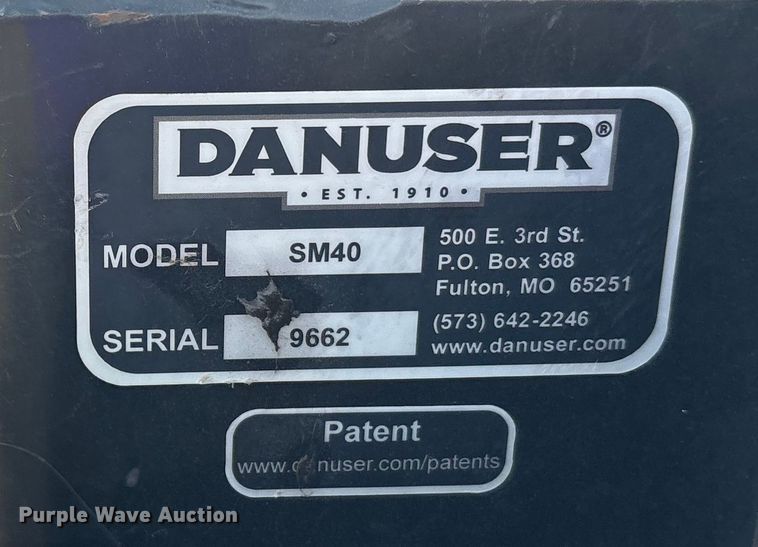 DANUSER®
• EST. 1910 •
MODEL SM40
500 E. 3rd St.
P.O. Box 368
Fulton, MO 65251
SERIAL 9662
(573) 642-2246
www.danuser.com
Patent
www.danuser.com/patents
Purple Wave Auction